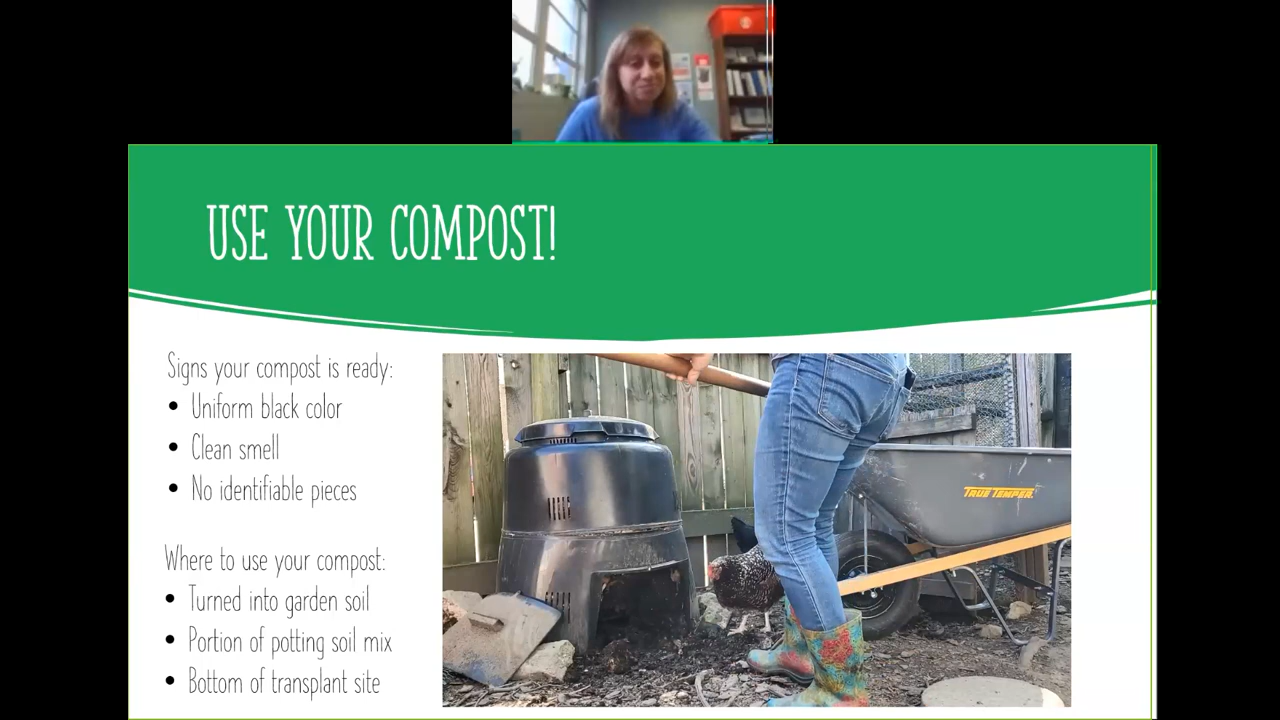 USE YOUR COMPOST!
Signs your compost is ready:
• Uniform black color
• Clean smell
• No identifiable pieces
Where to use your compost:
• Turned into garden soil
• Portion of potting soil mix
• Bottom of transplant site
TRUE TEMPER